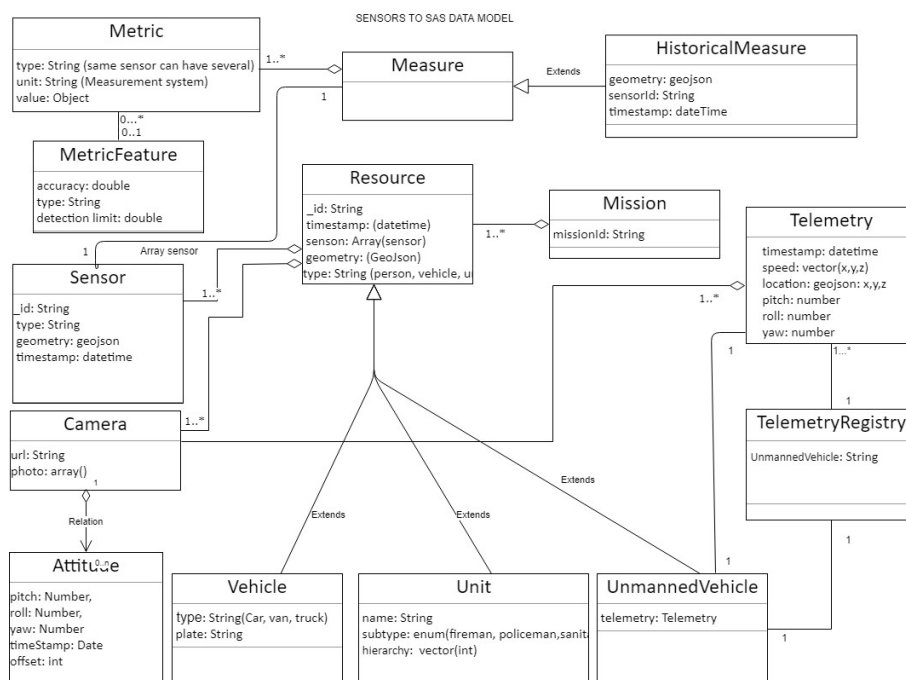 SENSORS TO SAS DATA MODEL
Metric
type: String (same sensor can have several)
unit: String (Measurement system)
value: Object
1..*
Measure
1
Extends
HistoricalMeasure
geometry: geojson
sensorId: String
timestamp: dateTime
0...*
0..1
MetricFeature
accuracy: double
type: String
detection limit: double
Resource
_id: String
timestamp: (datetime)
senson: Array(sensor)
geometry: (GeoJson)
type: String (person, vehicle, u
1..*
Mission
missionId: String
Telemetry
timestamp: datetime
speed: vector(x,y,z)
location: geojson: x,y,z
pitch: number
roll: number
yaw: number
1
Array sensor
Sensor
_id: String
type: String
geometry: geojson
timestamp: datetime
1..*
1..*
1
1...*
1
Camera
url: String
photo: array()
1
1..*
TelemetryRegistry
UnmannedVehicle: String
Relation
Extends
Extends
Extends
1
1
0..n
Attitude
pitch: Number,
roll: Number,
yaw: Number
timeStamp: Date
offset: int
Vehicle
type: String(Car, van, truck)
plate: String
Unit
name: String
subtype: enum(fireman, policeman,sanit
hierarchy: vector(int)
UnmannedVehicle
telemetry: Telemetry
1